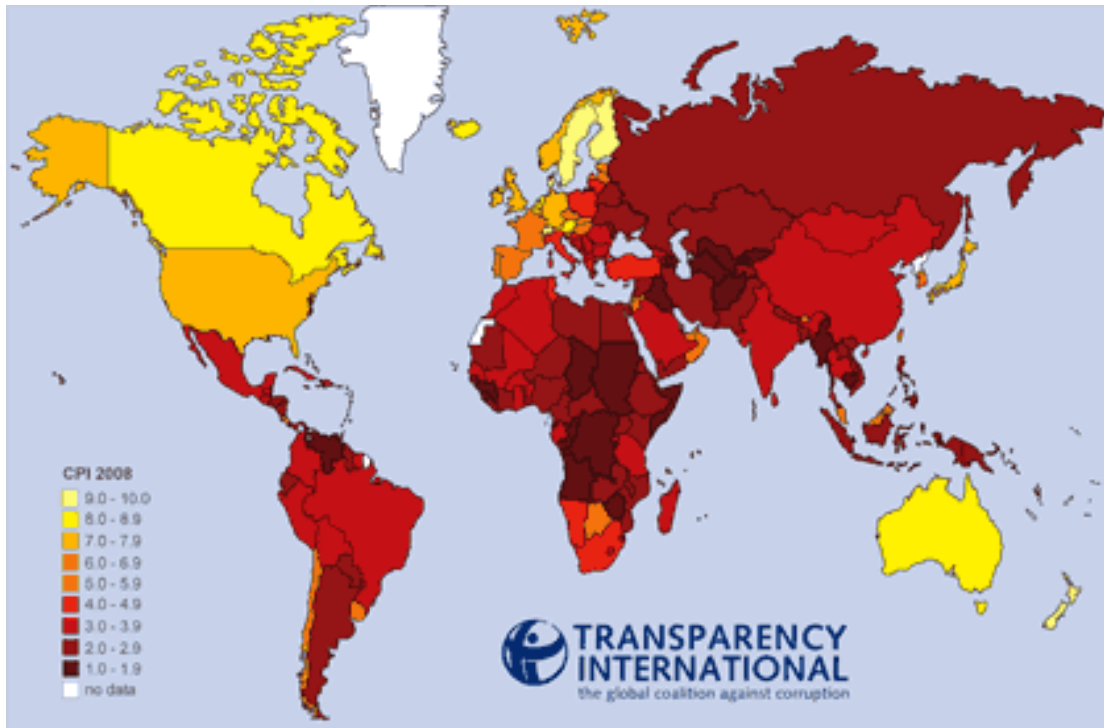 CPI 2008
9.0 - 10.0
8.0 - 8.9
7.0 - 7.9
6.0 - 6.9
5.0 - 5.9
4.0 - 4.9
3.0 - 3.9
2.0 - 2.9
1.0 - 1.9
no data
TRANSPARENCY
INTERNATIONAL
the global coalition against corruption